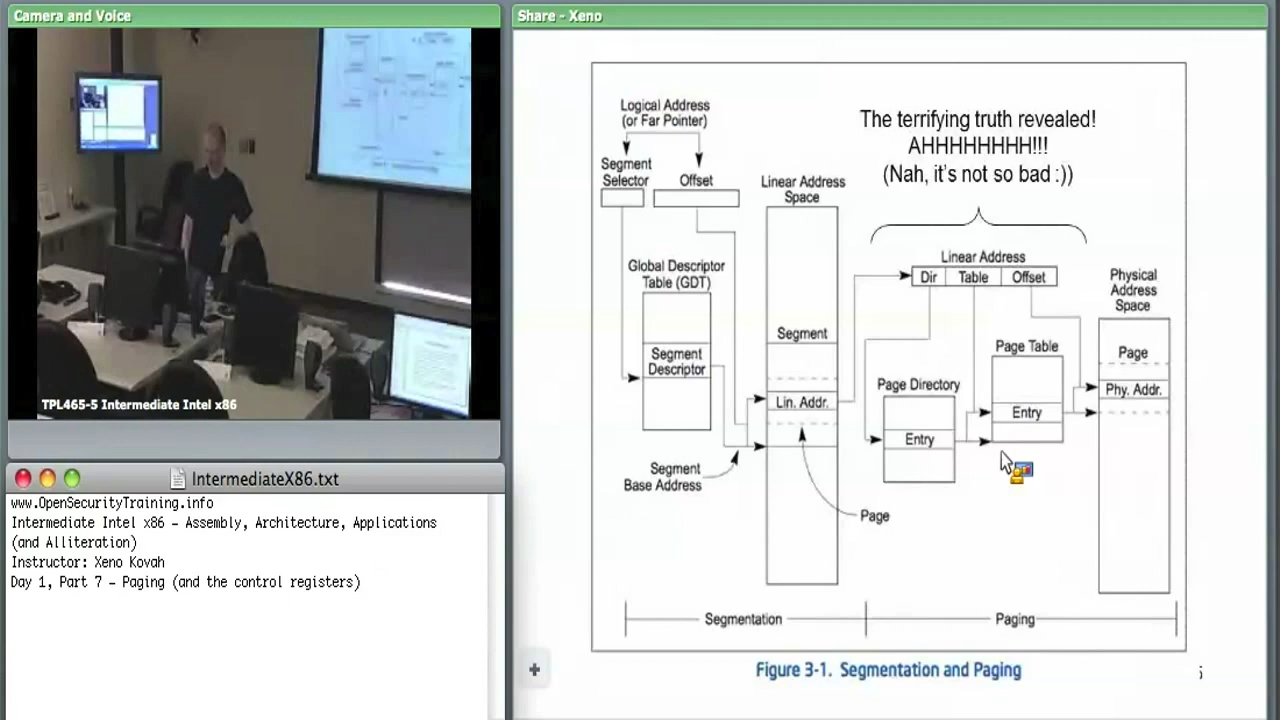 Camera and Voice
TPL465-5 Intermediate Intel x86
IntermediateX86.txt
www.OpenSecurityTraining.info
Intermediate Intel x86 - Assembly, Architecture, Applications
(and Alliteration)
Instructor: Xeno Kovah
Day 1, Part 7 - Paging (and the control registers)
Share - Xeno
Logical Address
(or Far Pointer)
Segment
Selector
Offset
Linear Address
Space
The terrifying truth revealed!
AHHHHHHHH!!!
(Nah, it's not so bad :))
Global Descriptor
Table (GDT)
Segment
Descriptor
Segment
Lin. Addr.
Segment
Base Address
Page
Linear Address
Dir
Table
Offset
Page Directory
Entry
Page Table
Entry
Physical
Address
Space
Page
Phy. Addr.
Segmentation
Paging
Figure 3-1. Segmentation and Paging